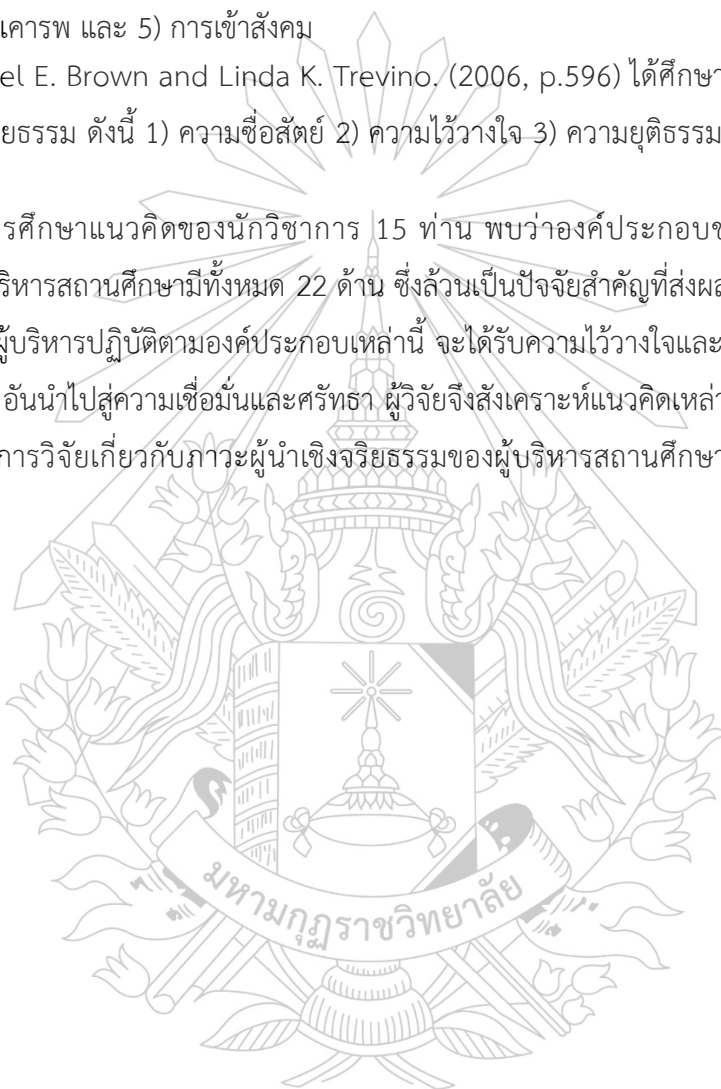 เคารพ และ 5) การเข้าสังคม
el E. Brown and Linda K. Trevino. (2006, p.596) ได้ศึกษา
ยธรรม ดังนี้ 1) ความซื่อสัตย์ 2) ความไว้วางใจ 3) ความยุติธรรม
รศึกษาแนวคิดของนักวิชาการ 15 ท่าน พบว่าองค์ประกอบข
ริหารสถานศึกษามีทั้งหมด 22 ด้าน ซึ่งล้วนเป็นปัจจัยสำคัญที่ส่งผล
ผู้บริหารปฏิบัติตามองค์ประกอบเหล่านี้ จะได้รับความไว้วางใจและ
อันนำไปสู่ความเชื่อมั่นและศรัทธา ผู้วิจัยจึงสังเคราะห์แนวคิดเหล่า
การวิจัยเกี่ยวกับภาวะผู้นำเชิงจริยธรรมของผู้บริหารสถานศึกษา
มหามกุฏราชวิทยาลัย